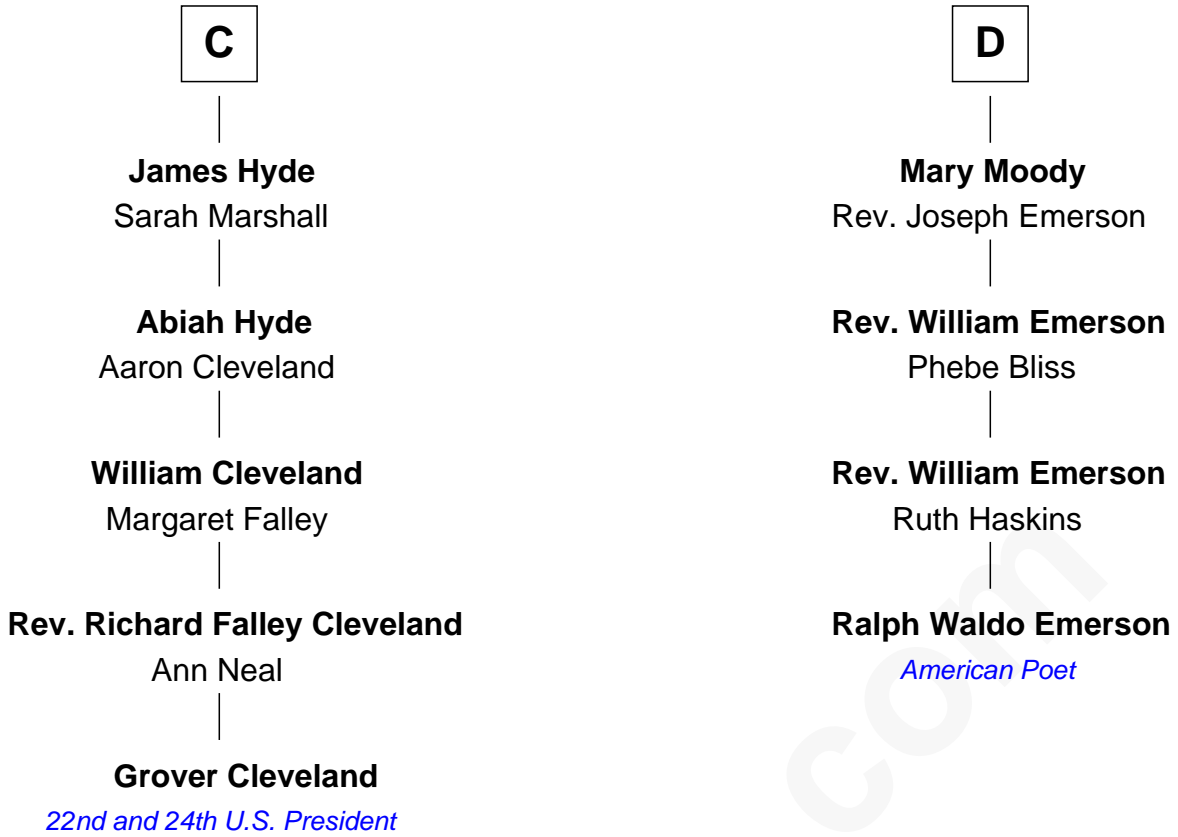 C
James Hyde
Sarah Marshall
Abiah Hyde
Aaron Cleveland
William Cleveland
Margaret Falley
Rev. Richard Falley Cleveland
Ann Neal
Grover Cleveland
22nd and 24th U.S. President
D
Mary Moody
Rev. Joseph Emerson
Rev. William Emerson
Phebe Bliss
Rev. William Emerson
Ruth Haskins
Ralph Waldo Emerson
American Poet
com